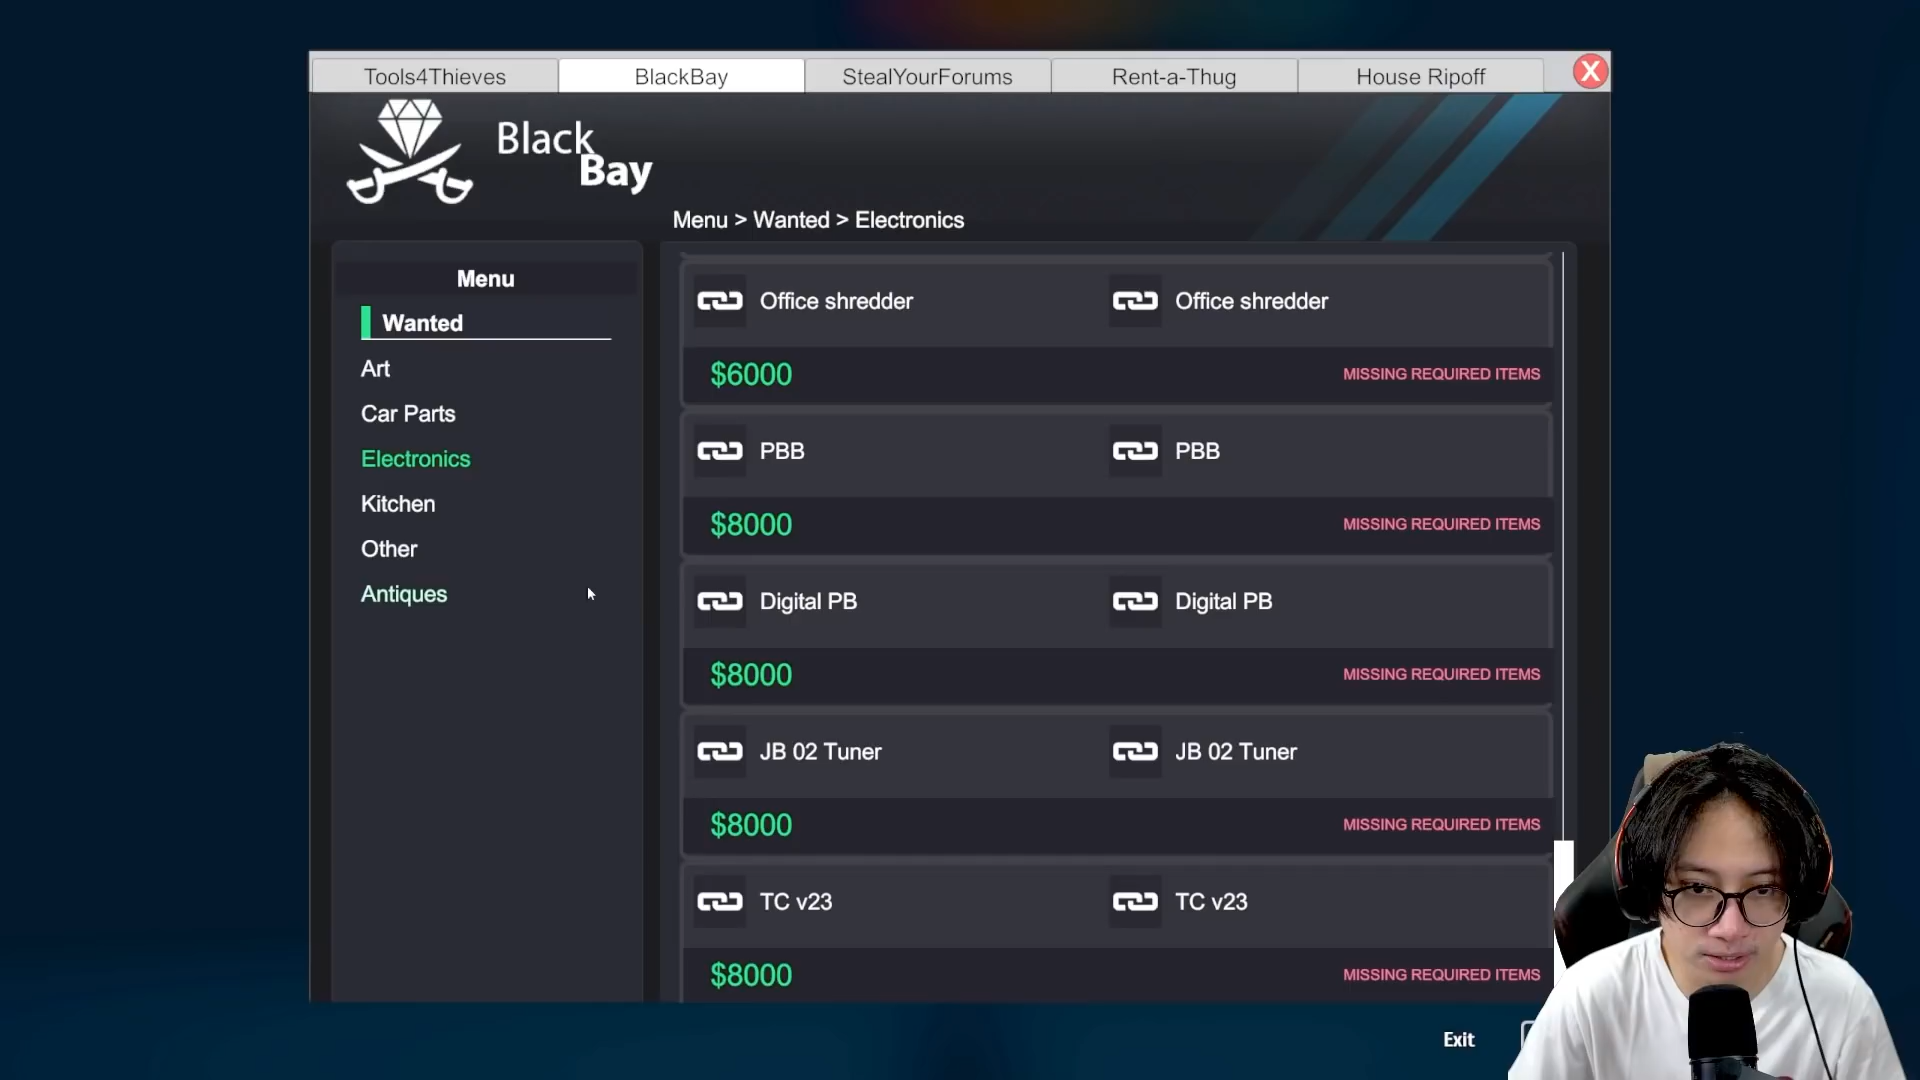 Tools4Thieves
BlackBay
StealYourForums
Rent-a-Thug
House Ripoff
X
Black
Bay
Menu > Wanted > Electronics
Menu
Wanted
Art
Car Parts
Electronics
Kitchen
Other
Antiques
Office shredder Office shredder
$6000 MISSING REQUIRED ITEMS
PBB PBB
$8000 MISSING REQUIRED ITEMS
Digital PB Digital PB
$8000 MISSING REQUIRED ITEMS
JB 02 Tuner JB 02 Tuner
$8000 MISSING REQUIRED ITEMS
TC v23 TC v23
$8000 MISSING REQUIRED ITEMS
Exit